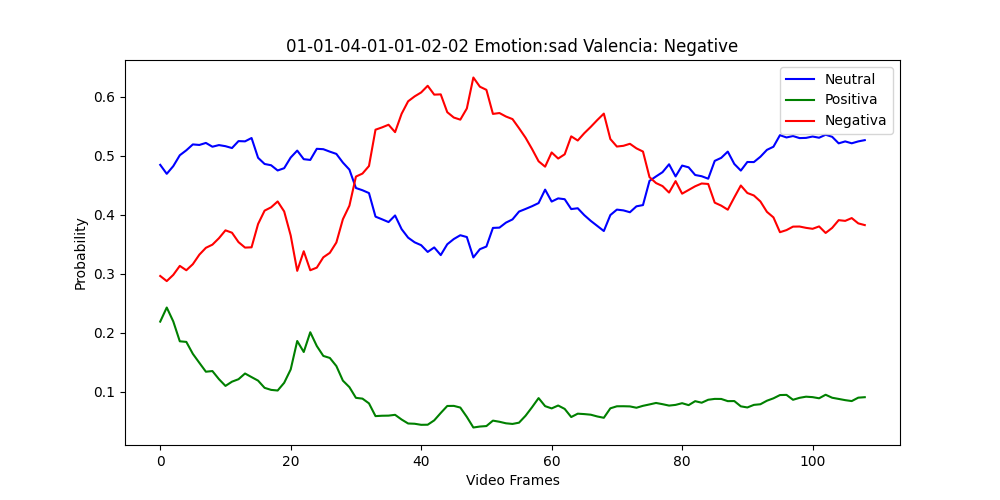 01-01-04-01-01-02-02 Emotion:sad Valencia: Negative
Neutral
Positiva
Negativa
Probability
0.6
0.5
0.4
0.3
0.2
0.1
0 20 40 60 80 100
Video Frames